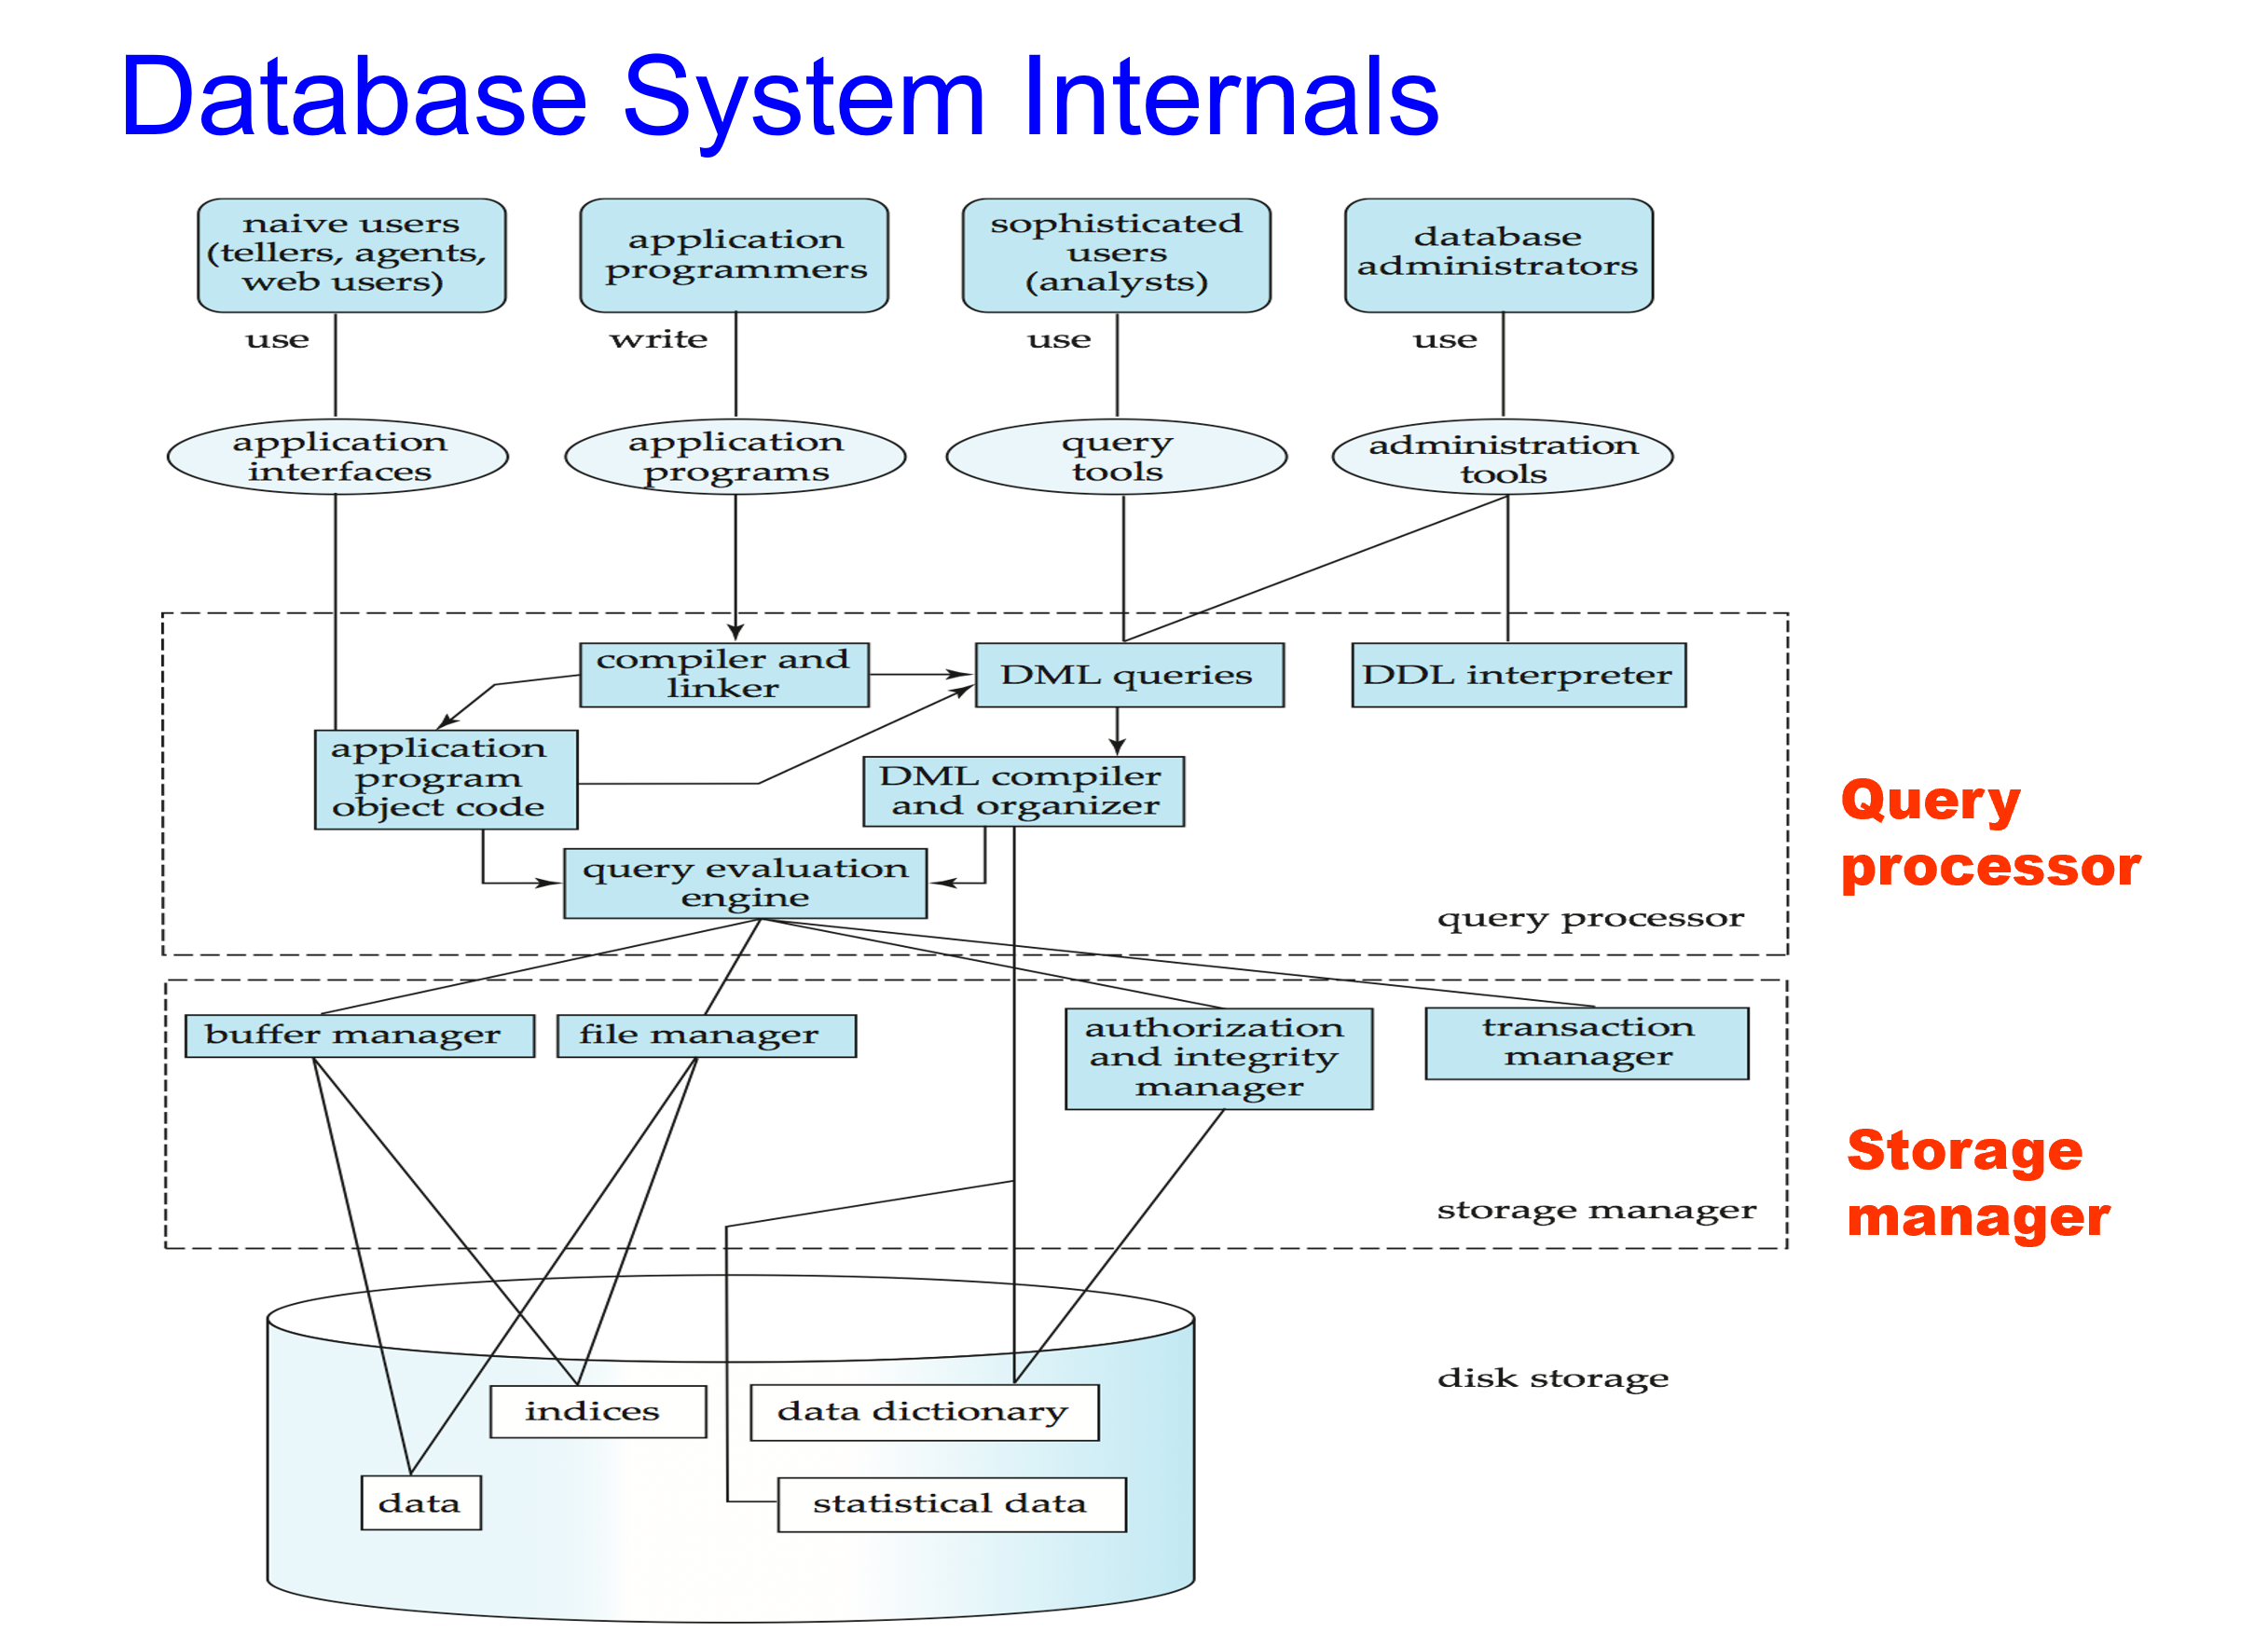 Database System Internals
naive users
(tellers, agents,
web users)
application
programmers
sophisticated
users
(analysts)
database
administrators
use
write
use
use
application
interfaces
application
programs
query
tools
administration
tools
compiler and
linker
DML queries
DDL interpreter
application
program
object code
DML compiler
and organizer
query evaluation
engine
query processor
Query
processor
buffer manager
file manager
authorization
and integrity
manager
transaction
manager
storage manager
Storage
manager
disk storage
indices
data dictionary
data
statistical data